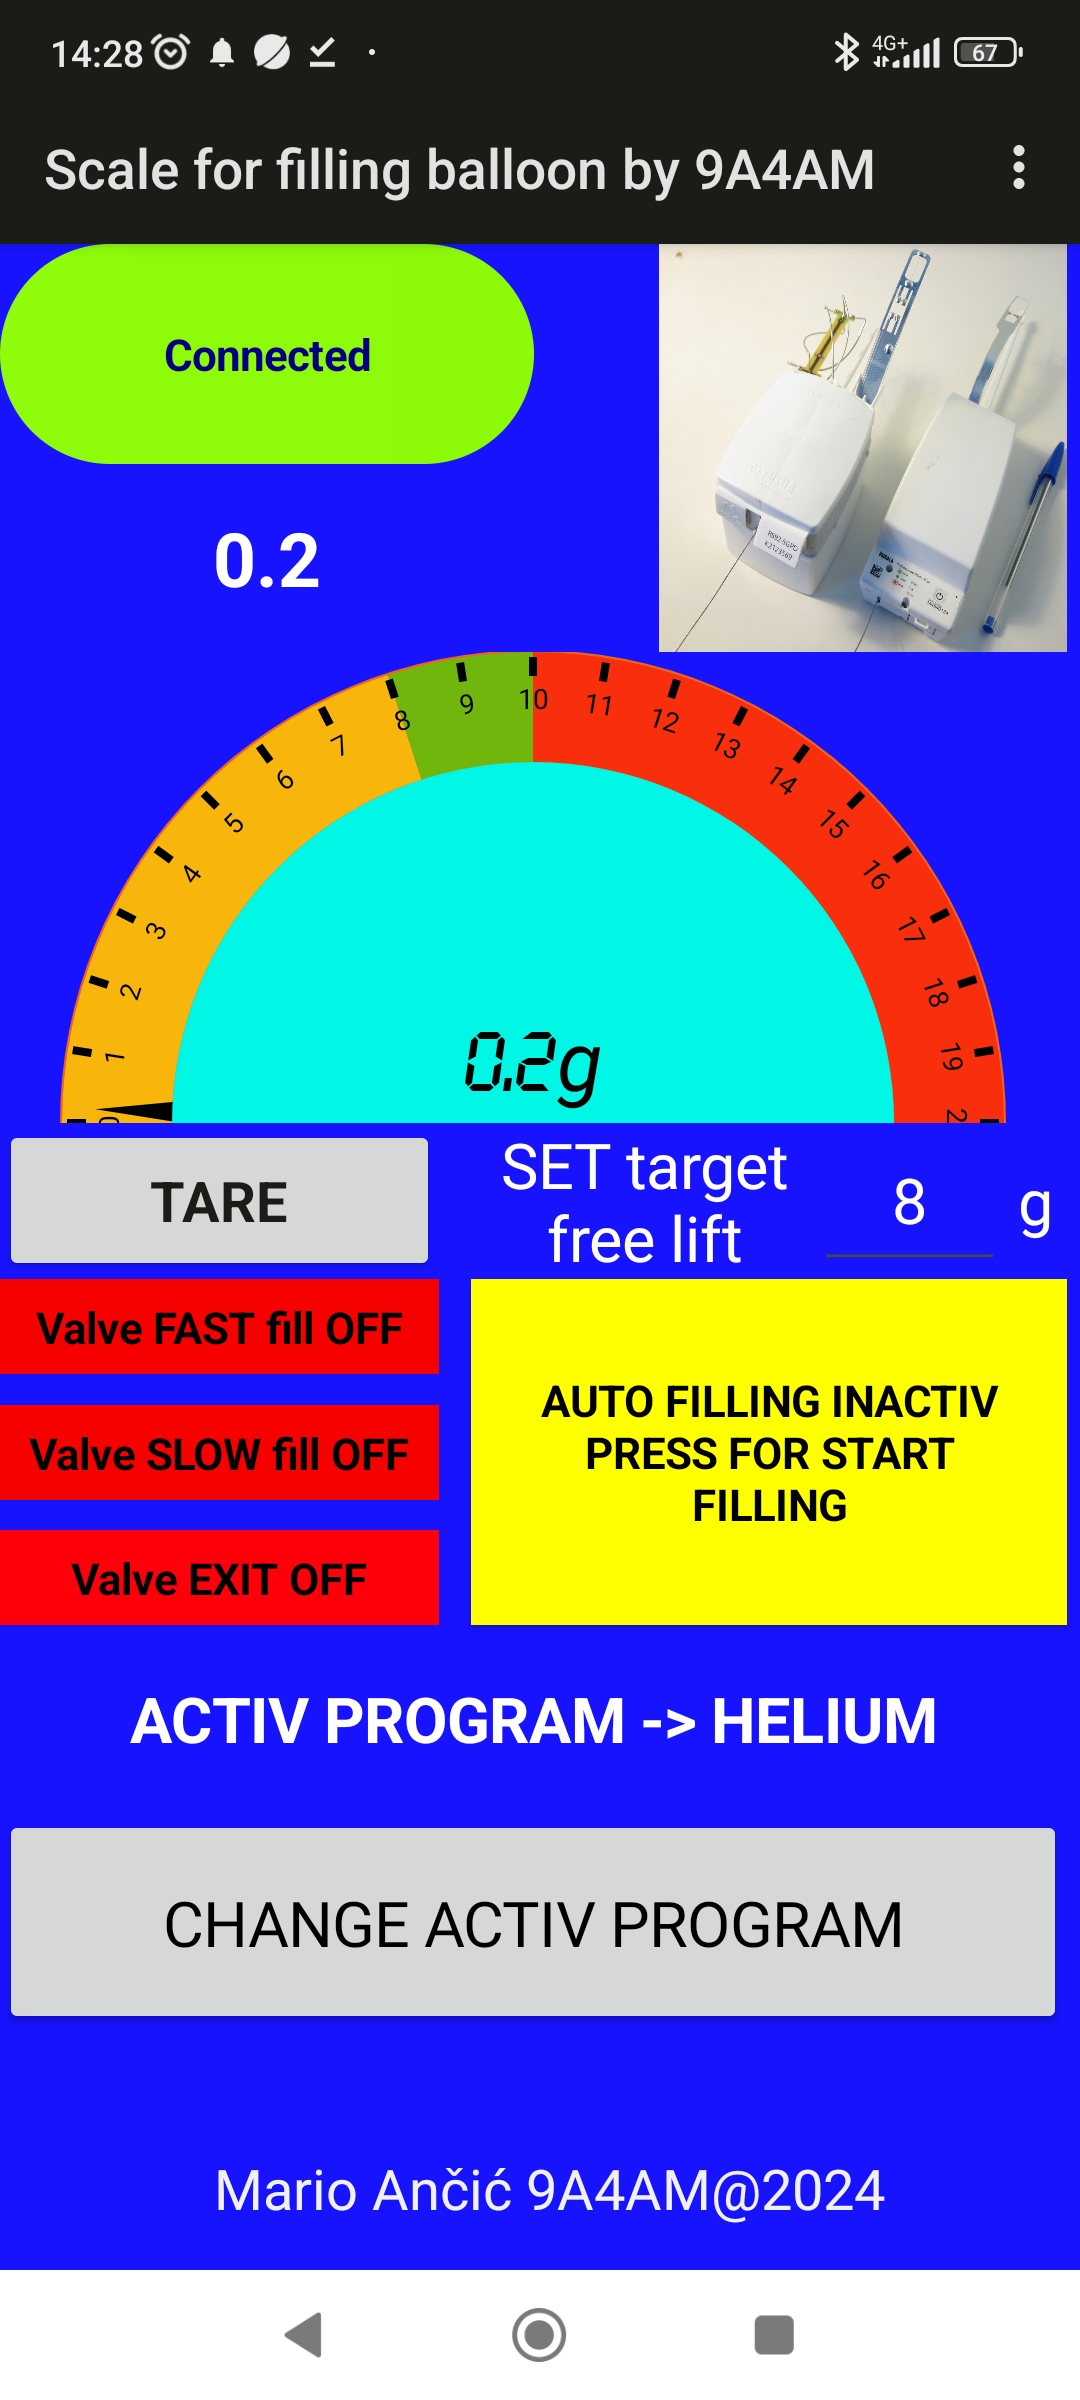 14:28
4G+
67
Scale for filling balloon by 9A4AM
Connected
0.2
0
1
2
3
4
5
6
7
8
9
10
11
12
13
14
15
16
17
18
19
2
0.2g
TARE
SET target
free lift
8
g
Valve FAST fill OFF
Valve SLOW fill OFF
Valve EXIT OFF
AUTO FILLING INACTIV
PRESS FOR START
FILLING
ACTIV PROGRAM -> HELIUM
CHANGE ACTIV PROGRAM
Mario Ančić 9A4AM@2024